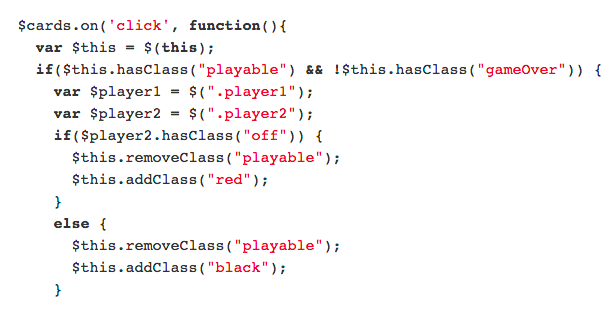 $cards.on('click', function(){
  var $this = $(this);
  if($this.hasClass("playable") && !$this.hasClass("gameOver")) {
    var $player1 = $(".player1");
    var $player2 = $(".player2");
    if($player2.hasClass("off")) {
      $this.removeClass("playable");
      $this.addClass("red");
    }
    else {
      $this.removeClass("playable");
      $this.addClass("black");
    }